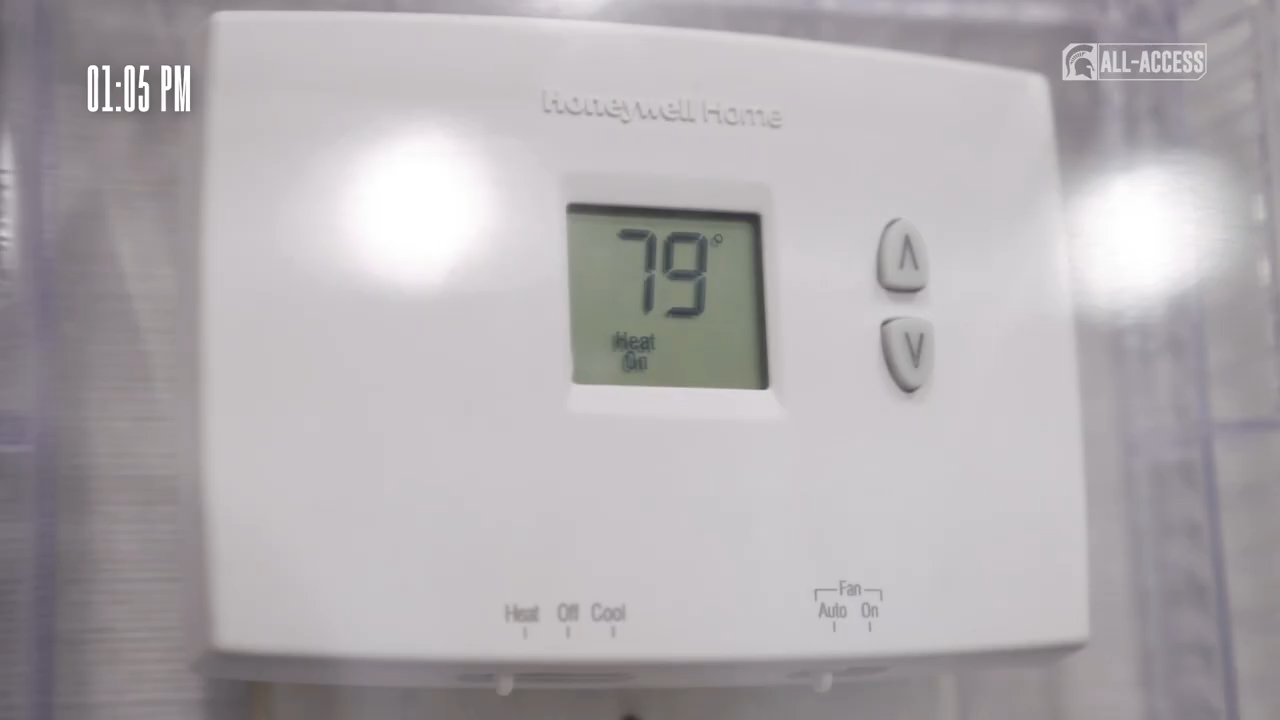 01:05 PM
ALL-ACCESS
Honeywell Home
79°
Heat
On
Heat Off Cool
Fan
Auto On